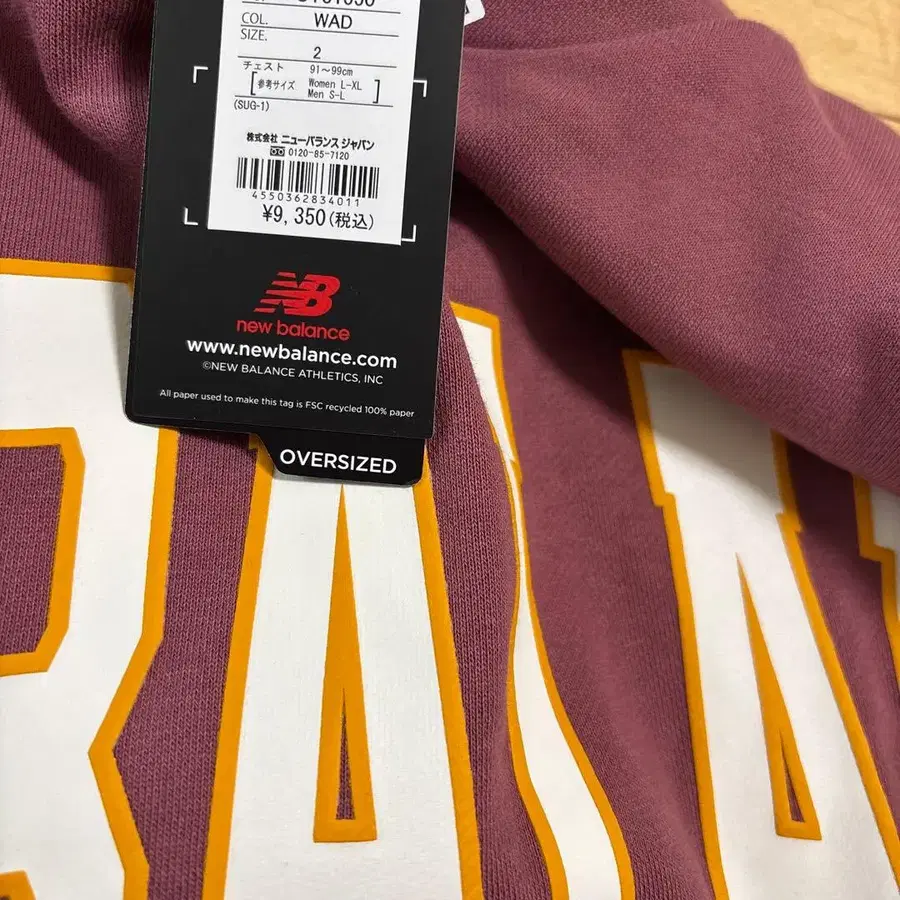 COL. WAD
SIZE.
2
チェスト 91～99cm
[参考サイズ Women L-XL
Men S-L]
(SUG-1)
株式会社 ニューバランス ジャパン
0120-85-7120
4550362834011
¥9,350(税込)
NB
new balance
www.newbalance.com
©NEW BALANCE ATHLETICS, INC
All paper used to make this tag is FSC recycled 100% paper
OVERSIZED